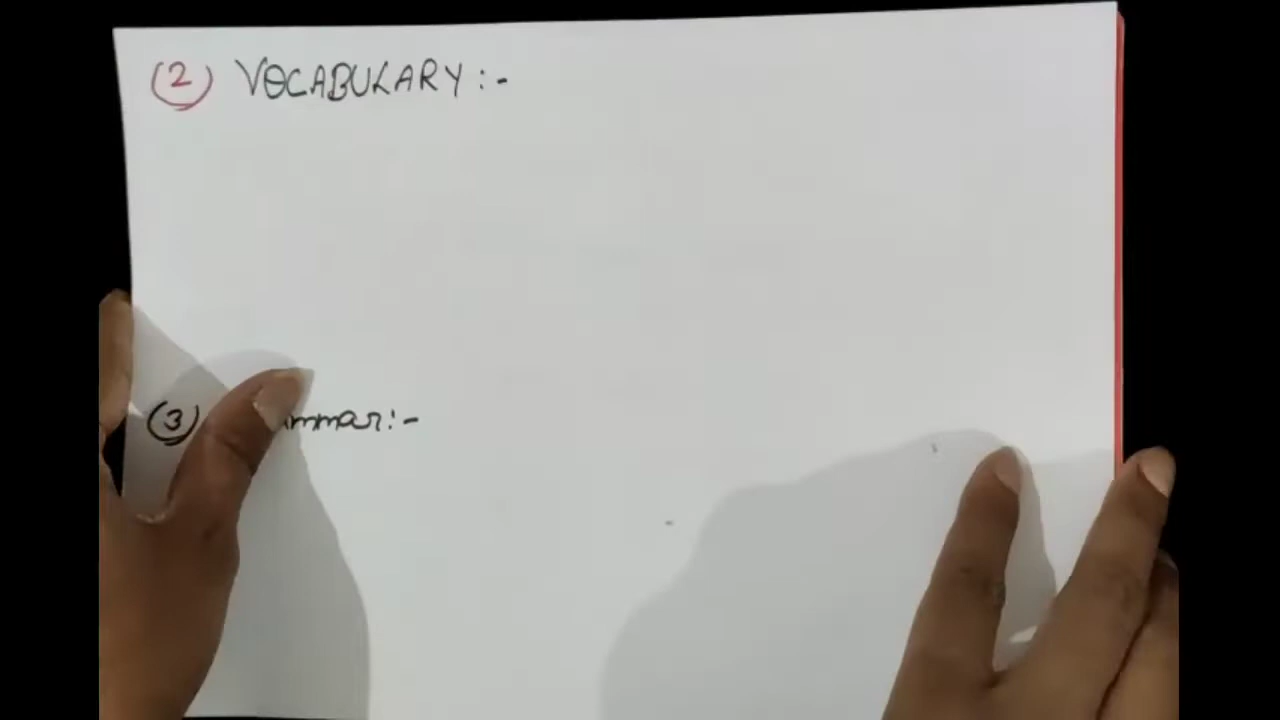 (2) VOCABULARY :-
(3) mmar:-